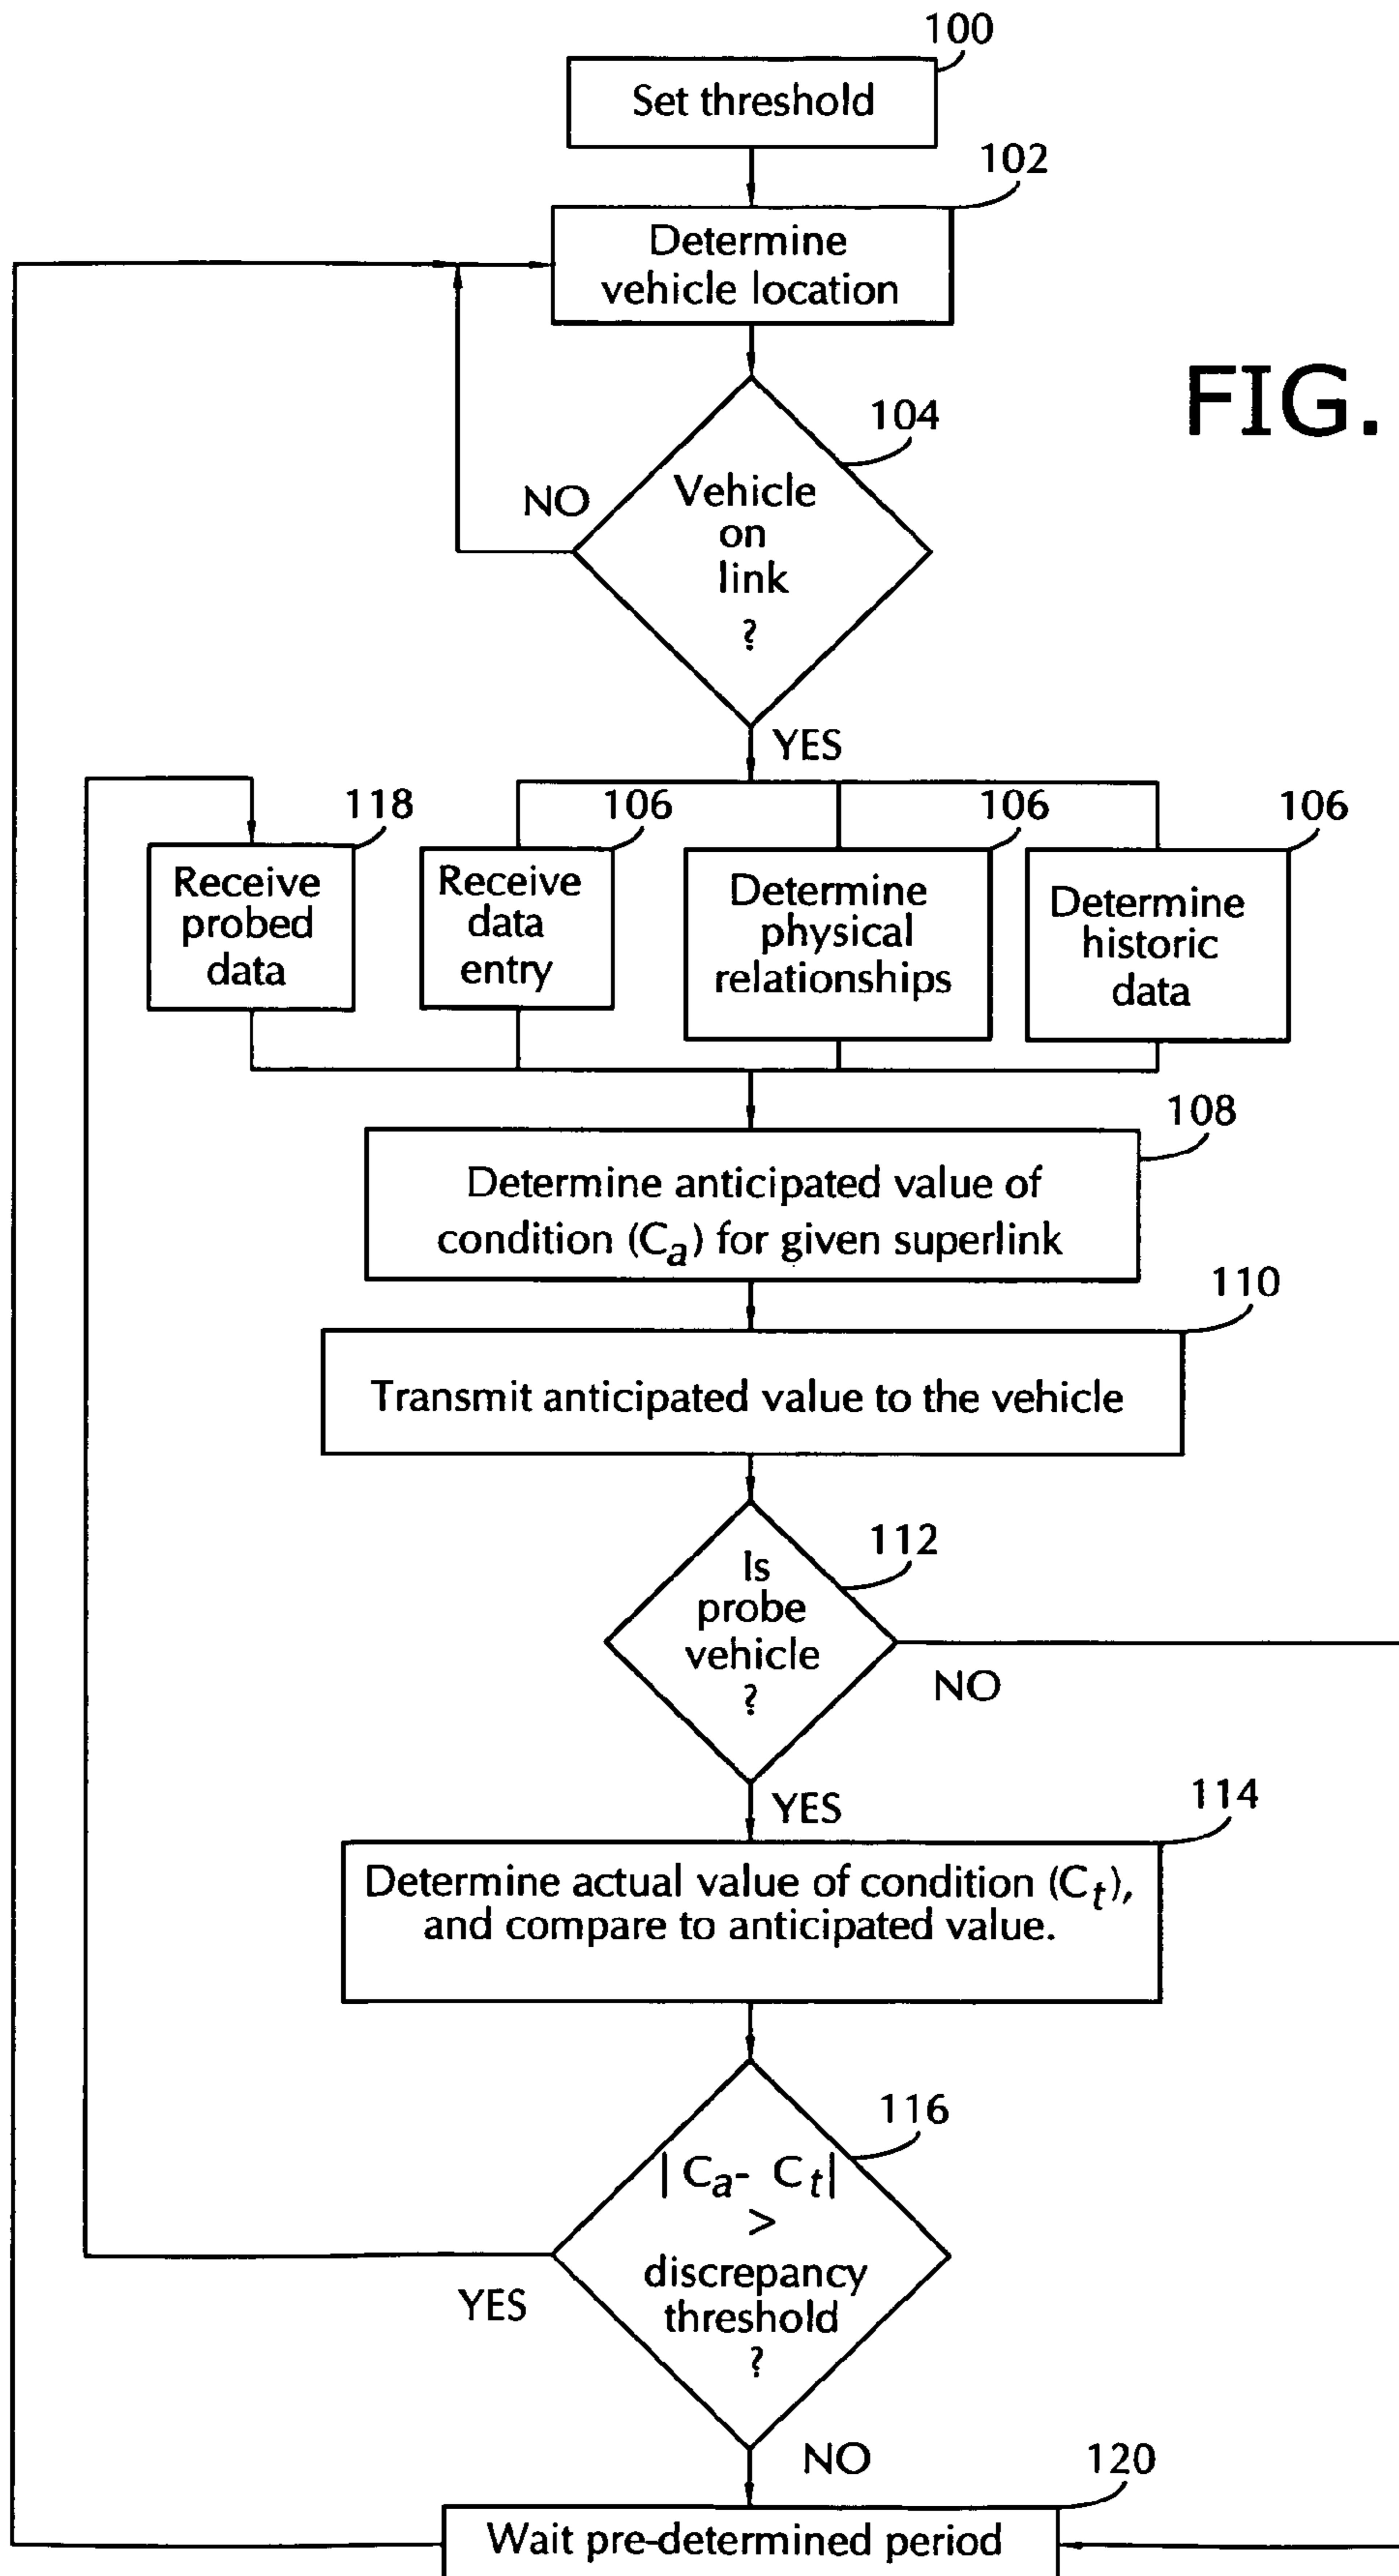 100
Set threshold
102
Determine
vehicle location
FIG.
104
NO
Vehicle
on
link
?
YES
118
106
106
106
Receive
probed
data
Receive
data
entry
Determine
physical
relationships
Determine
historic
data
108
Determine anticipated value of
condition (Ca) for given superlink
110
Transmit anticipated value to the vehicle
112
Is
probe
vehicle
?
NO
YES
114
Determine actual value of condition (Ct),
and compare to anticipated value.
116
| Ca- Ct|
>
discrepancy
threshold
?
YES
NO
120
Wait pre-determined period